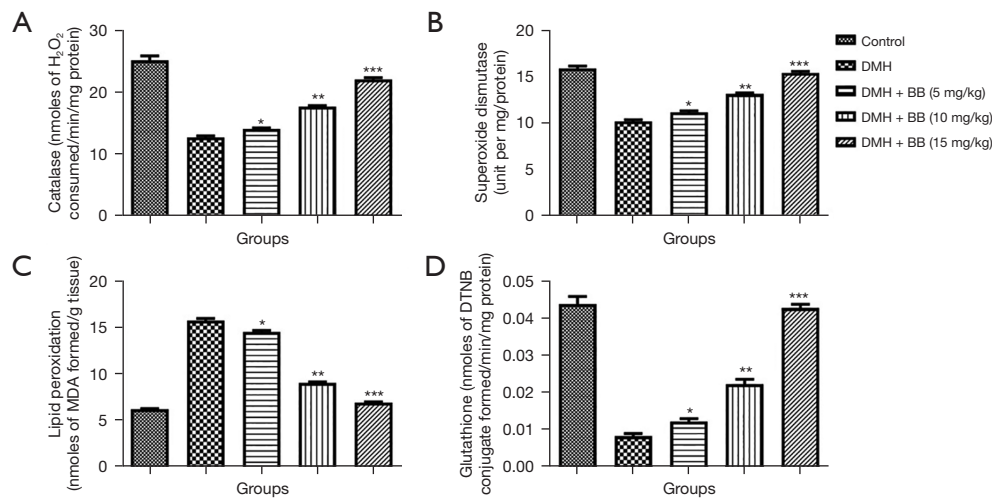 A
Catalase (nmoles of H2O2
consumed/min/mg protein)
30
20
10
0
*
**
***
Groups
B
Superoxide dismutase
(unit per mg/protein)
20
15
10
5
0
*
**
***
Groups
Control
DMH
DMH + BB (5 mg/kg)
DMH + BB (10 mg/kg)
DMH + BB (15 mg/kg)
C
Lipid peroxidation
(nmoles of MDA formed/g tissue)
20
15
10
5
0
*
**
***
Groups
D
Glutathione (nmoles of DTNB
conjugate formed/min/mg protein)
0.05
0.04
0.03
0.02
0.01
0.00
*
**
***
Groups